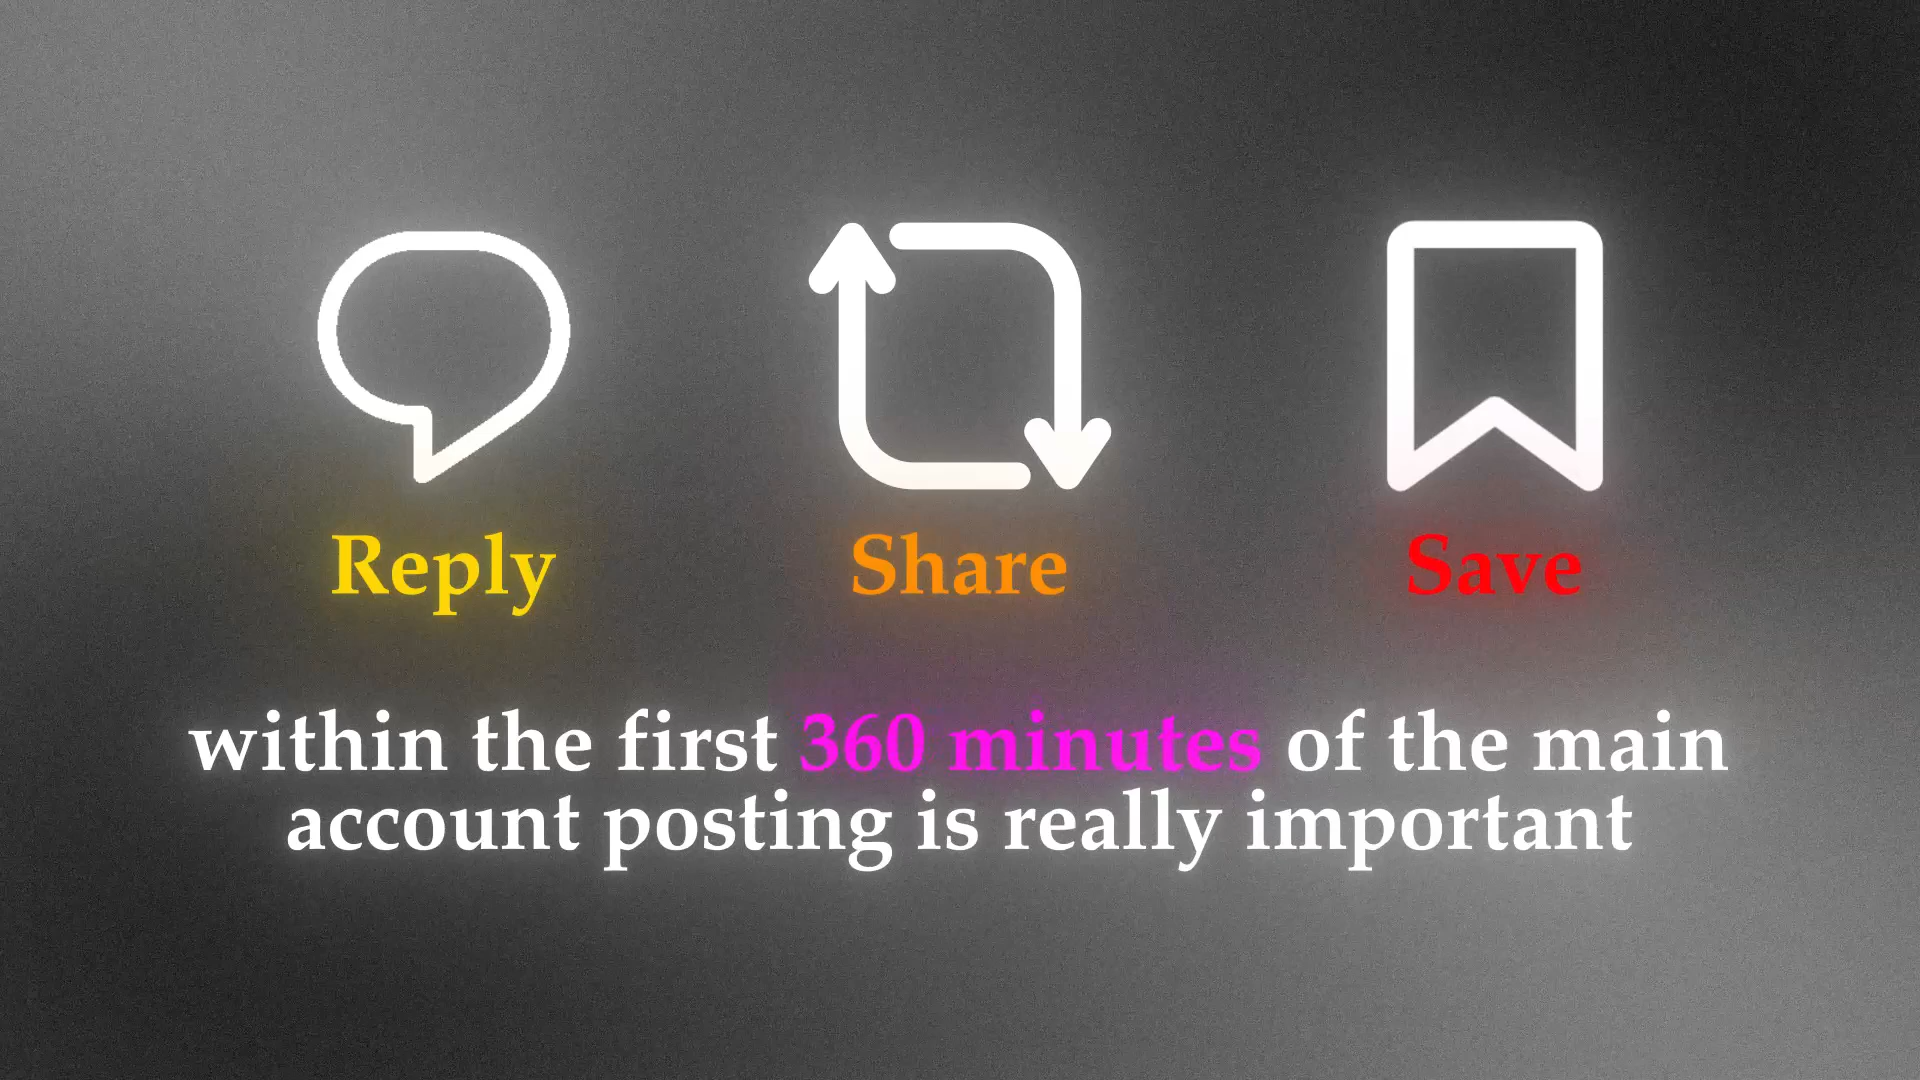 Reply Share Save
within the first 360 minutes of the main
account posting is really important